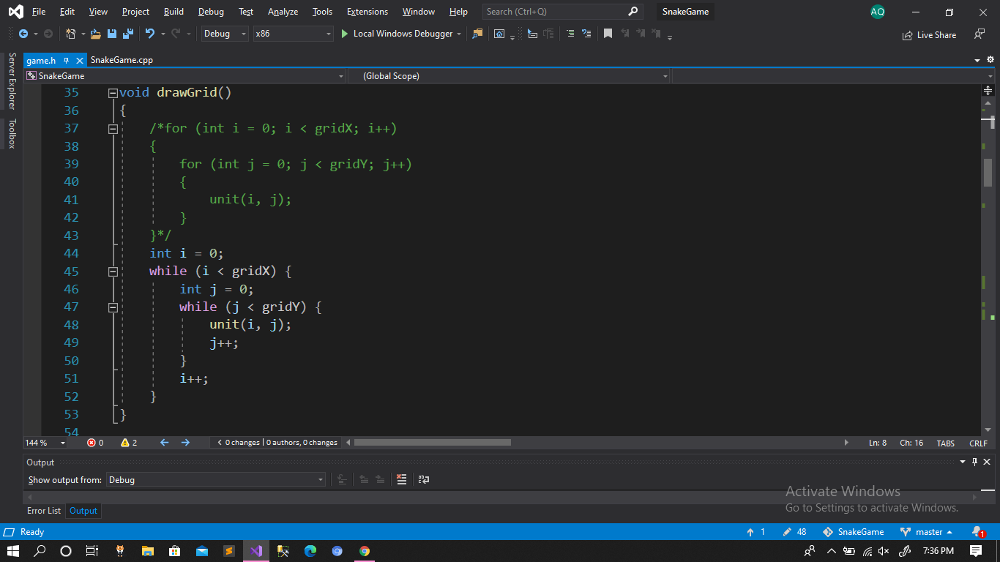 File Edit View Project Build Debug Test Analyze Tools Extensions Window Help Search (Ctrl+Q) SnakeGame AQ
Debug x86 Local Windows Debugger Live Share
game.h SnakeGame.cpp
SnakeGame (Global Scope)
Server Explorer
Toolbox
35 void drawGrid()
36 {
37 /*for (int i = 0; i < gridX; i++)
38 {
39 for (int j = 0; j < gridY; j++)
40 {
41 unit(i, j);
42 }
43 }*/
44 int i = 0;
45 while (i < gridX) {
46 int j = 0;
47 while (j < gridY) {
48 unit(i, j);
49 j++;
50 }
51 i++;
52 }
53 }
54
144 % 0 2 0 changes | 0 authors, 0 changes Ln: 8 Ch: 16 TABS CRLF
Output
Show output from: Debug
Activate Windows
Go to Settings to activate Windows.
Error List Output
Ready 1 48 SnakeGame master 1
7:36 PM